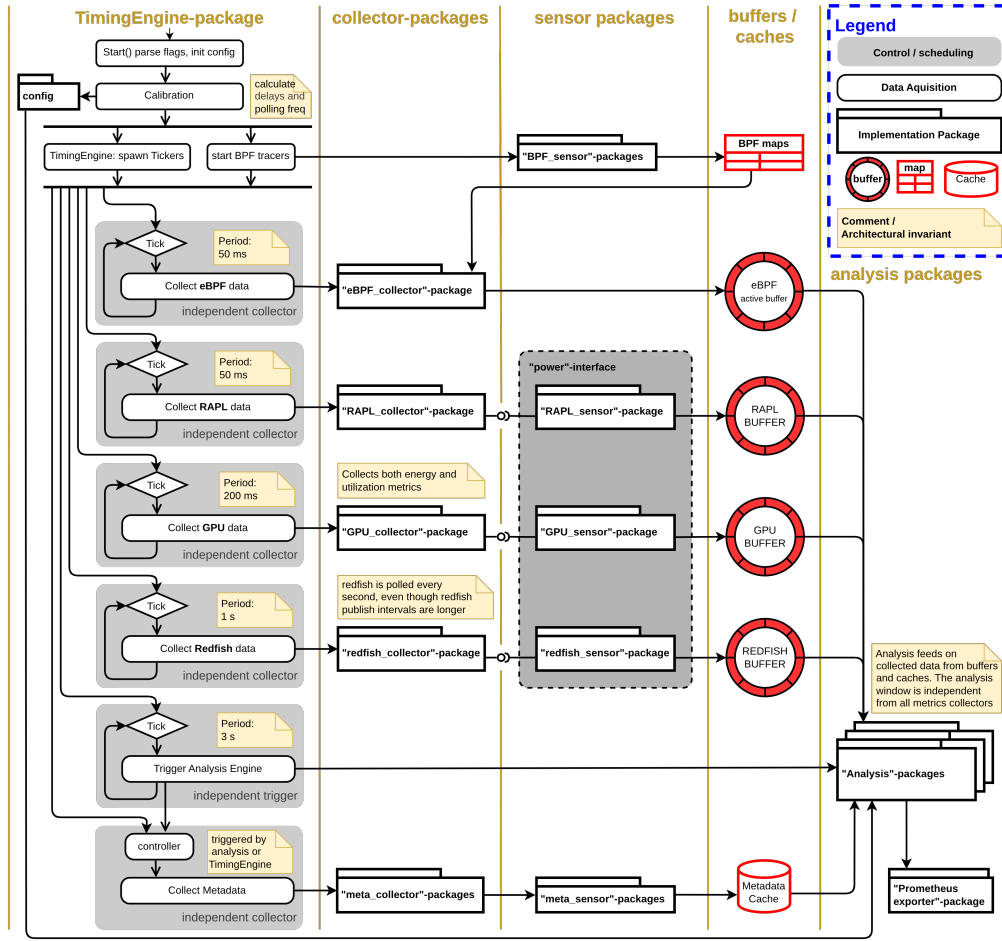 TimingEngine-package
collector-packages
sensor packages
buffers /
caches
Legend
Control / scheduling
Data Aquisition
Implementation Package
buffer
map
Cache
Comment /
Architectural invariant
analysis packages
Start() parse flags, init config
config
Calibration
calculate
delays and
polling freq
TimingEngine: spawn Tickers
start BPF tracers
"BPF_sensor"-packages
BPF maps
Tick
Period:
50 ms
Collect eBPF data
independent collector
"eBPF_collector"-package
eBPF
active buffer
Tick
Period:
50 ms
Collect RAPL data
independent collector
"RAPL_collector"-package
"power"-interface
"RAPL_sensor"-package
RAPL
BUFFER
Tick
Period:
200 ms
Collect GPU data
independent collector
Collects both energy and
utilization metrics
"GPU_collector"-package
"GPU_sensor"-package
GPU
BUFFER
Tick
Period:
1 s
Collect Redfish data
independent collector
redfish is polled every
second, even though redfish
publish intervals are longer
"redfish_collector"-package
"redfish_sensor"-package
REDFISH
BUFFER
Analysis feeds on
collected data from buffers
and caches. The analysis
window is independent
from all metrics collectors
Tick
Period:
3 s
Trigger Analysis Engine
independent trigger
"Analysis"-packages
controller
triggered by
analysis or
TimingEngine
Collect Metadata
independent collector
"meta_collector"-packages
"meta_sensor"-packages
Metadata
Cache
"Prometheus
exporter"-package